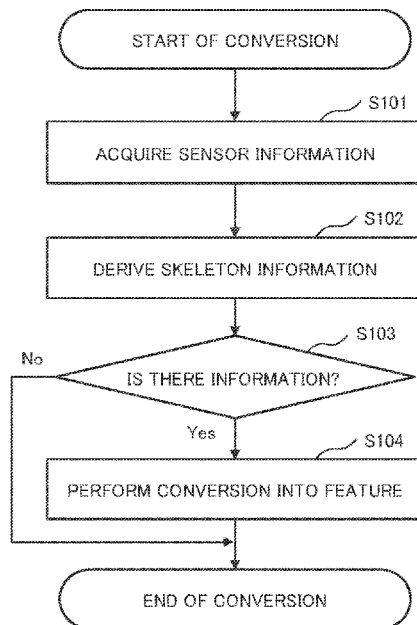 START OF CONVERSION
S101
ACQUIRE SENSOR INFORMATION
S102
DERIVE SKELETON INFORMATION
S103
No
IS THERE INFORMATION?
Yes
S104
PERFORM CONVERSION INTO FEATURE
END OF CONVERSION